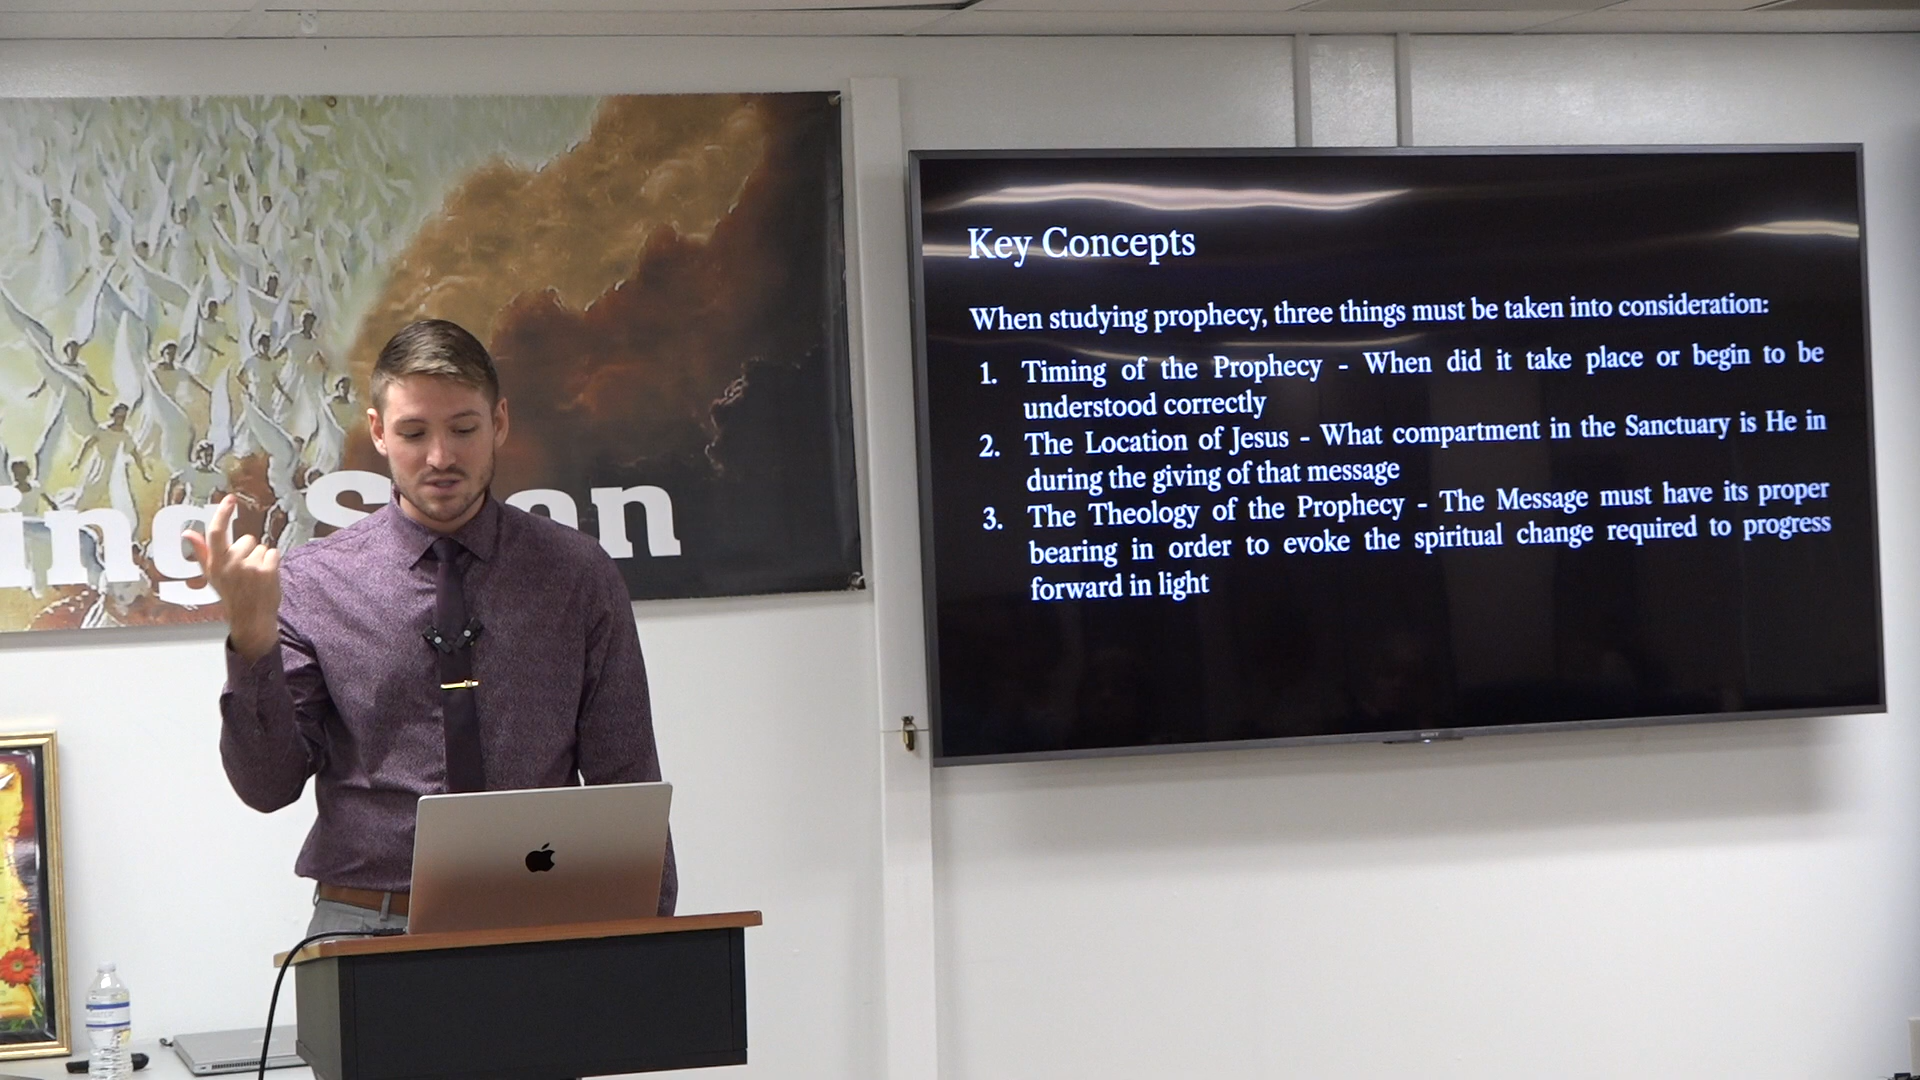 ing S an
Key Concepts
When studying prophecy, three things must be taken into consideration:
1. Timing of the Prophecy - When did it take place or begin to be
understood correctly
2. The Location of Jesus - What compartment in the Sanctuary is He in
during the giving of that message
3. The Theology of the Prophecy - The Message must have its proper
bearing in order to evoke the spiritual change required to progress
forward in light
SONY